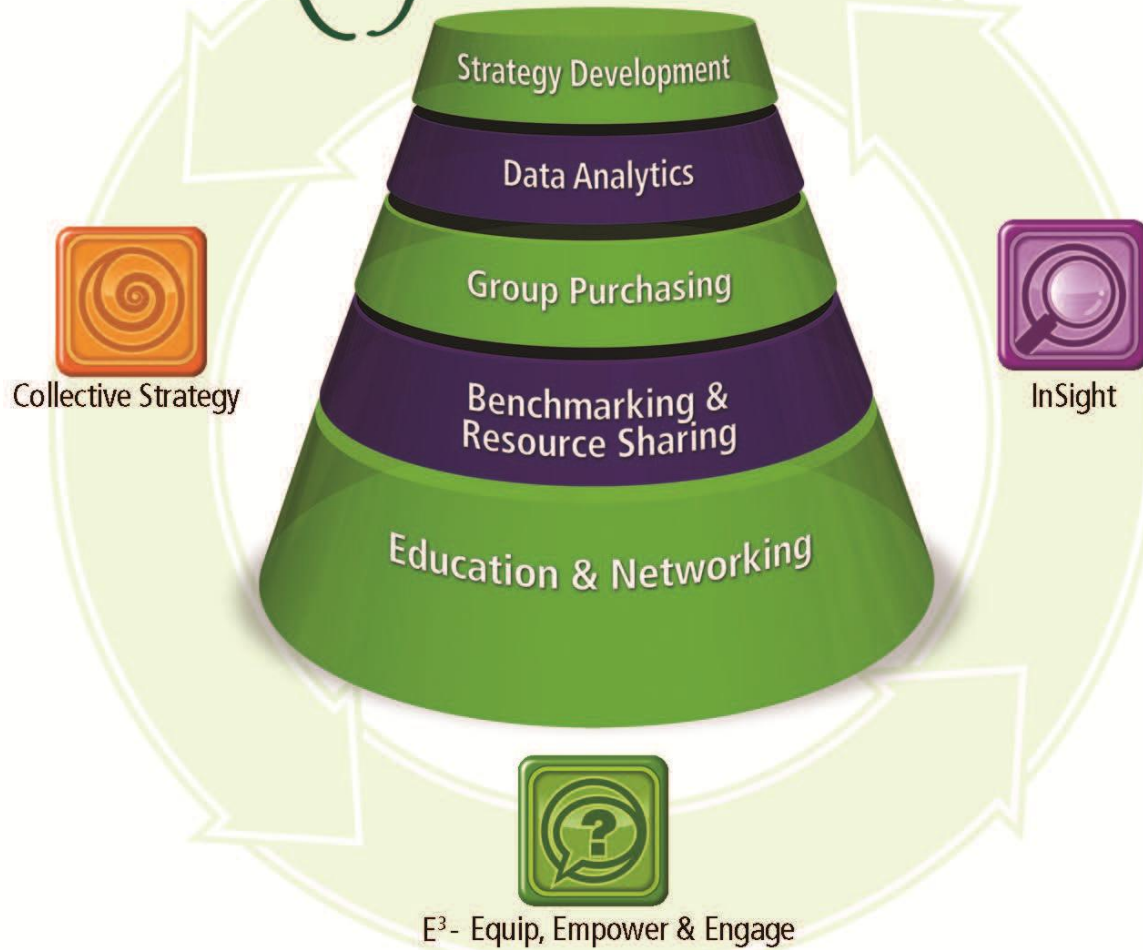 Strategy Development
Data Analytics
Group Purchasing
Benchmarking &
Resource Sharing
Education & Networking
Collective Strategy
InSight
?
E³- Equip, Empower & Engage